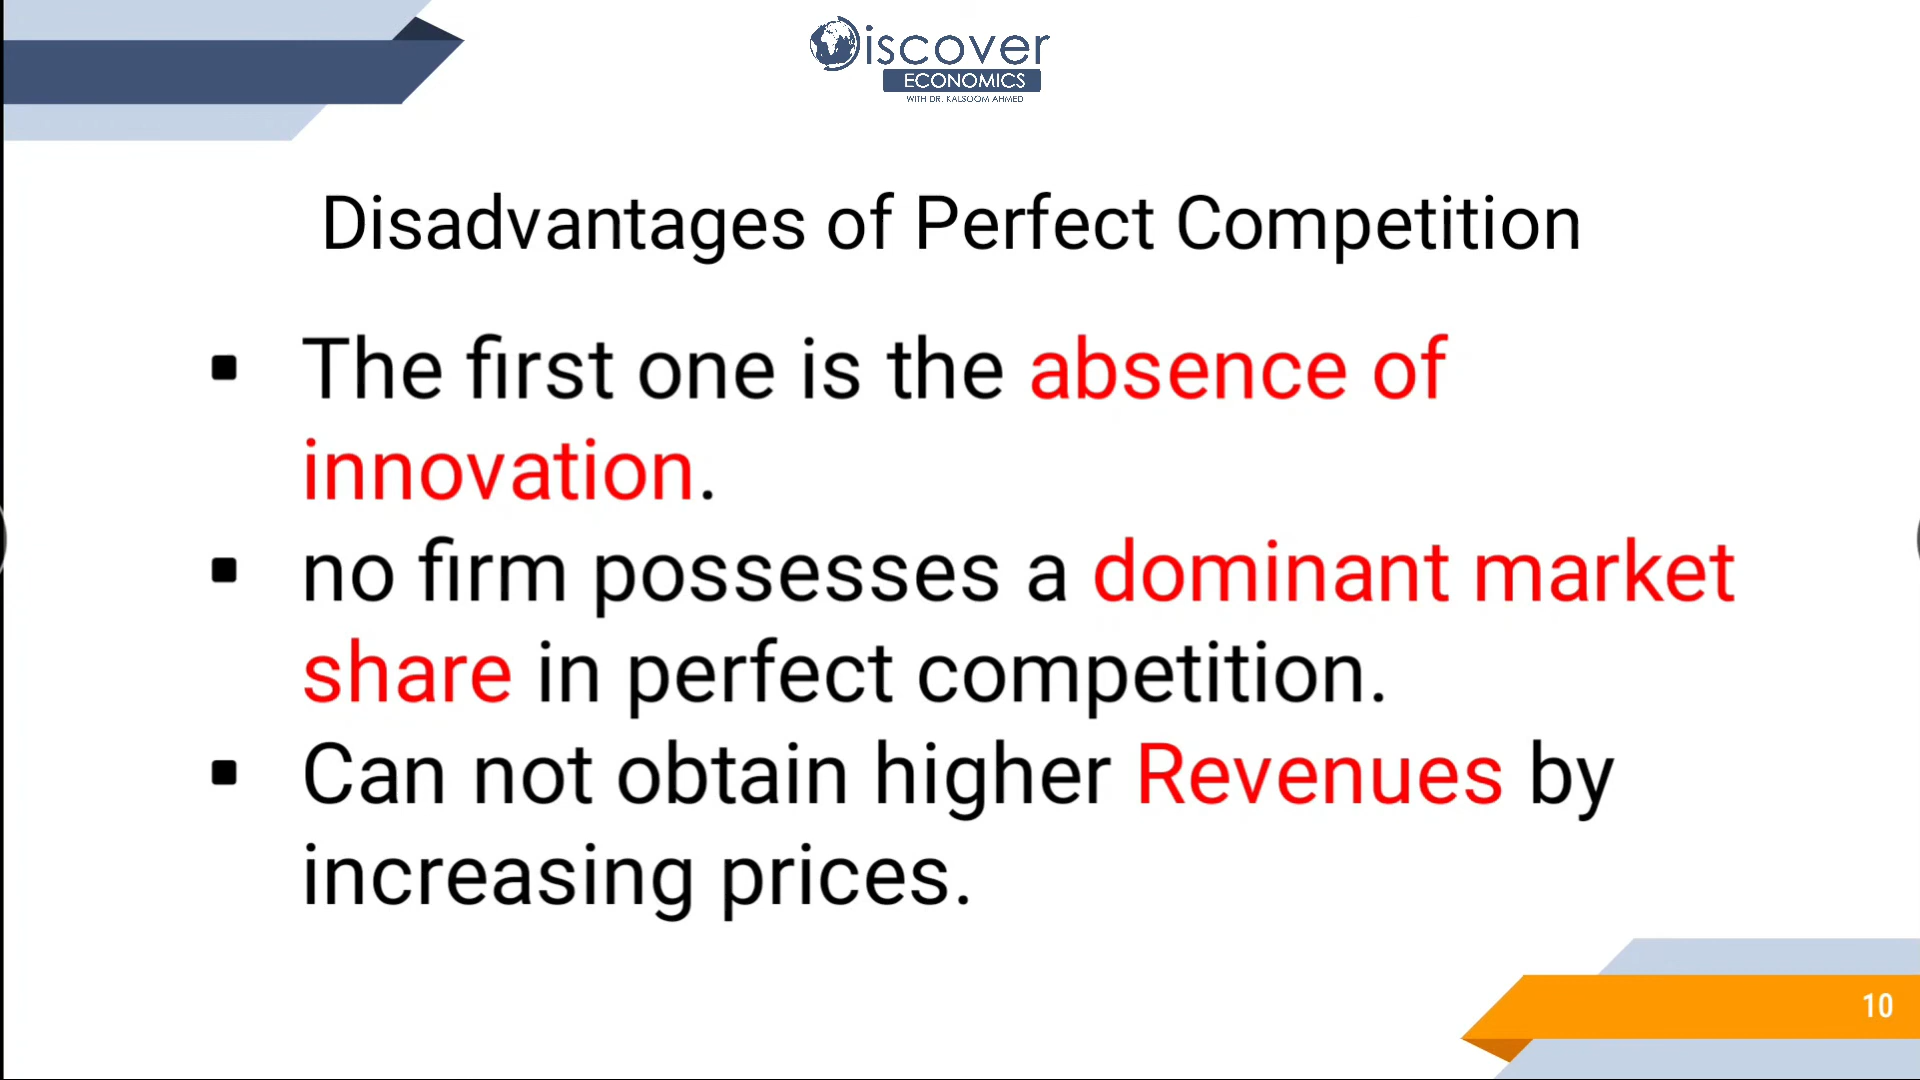 Discover
ECONOMICS
WITH DR. KALSOOM AHMED
Disadvantages of Perfect Competition
▪ The first one is the absence of
innovation.
▪ no firm possesses a dominant market
share in perfect competition.
▪ Can not obtain higher Revenues by
increasing prices.
10